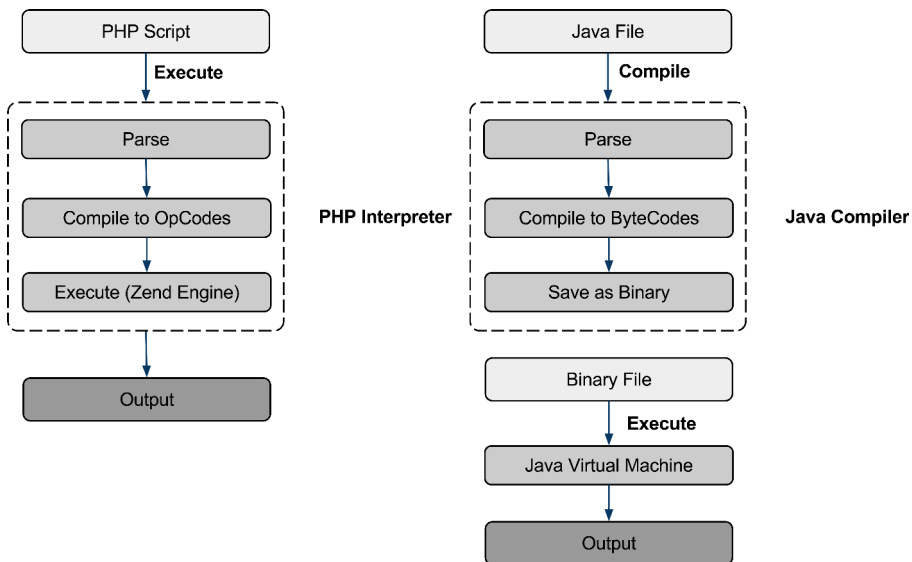 PHP Script
Execute
Parse
Compile to OpCodes
Execute (Zend Engine)
PHP Interpreter
Output
Java File
Compile
Parse
Compile to ByteCodes
Save as Binary
Java Compiler
Binary File
Execute
Java Virtual Machine
Output